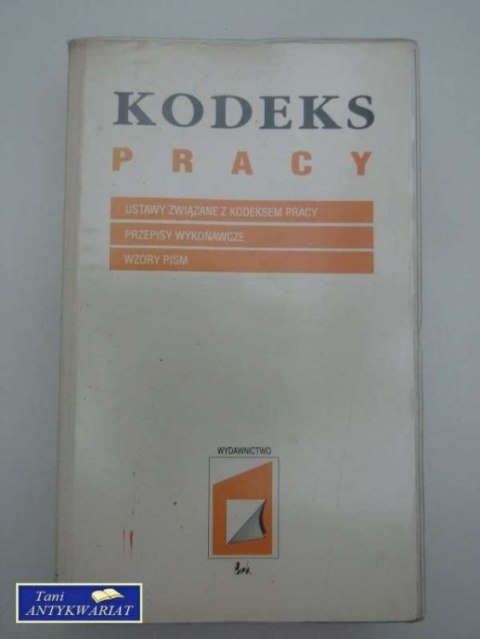 KODEKS
PRACY
USTAWY ZWIĄZANE Z KODEKSEM PRACY
PRZEPISY WYKONAWCZE
WZORY PISM
WYDAWNICTWO
Tani
ANTYKWARIAT